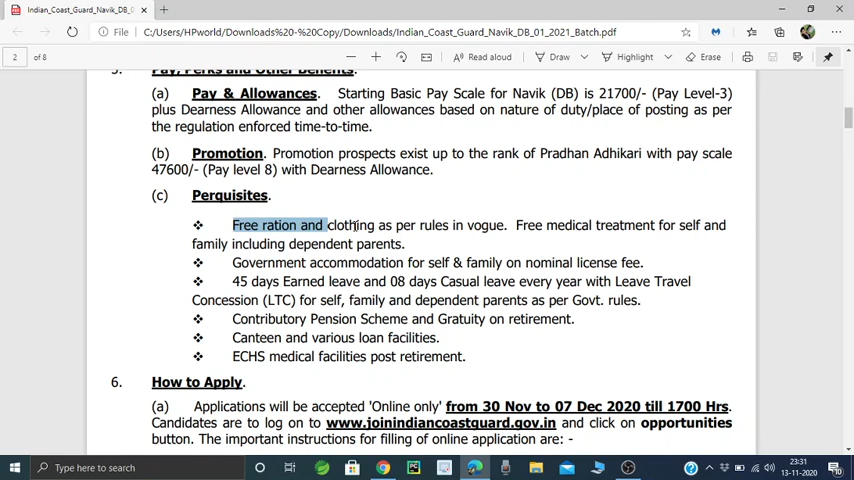 Indian_Coast_Guard_Navik_DB_0
C:/Users/HPworld/Downloads%20-%20Copy/Downloads/Indian_Coast_Guard_Navik_DB_01_2021_Batch.pdf
2 of 8 Read aloud Draw Highlight Erase
Pay, Perks and Other Benefits.
(a) Pay & Allowances. Starting Basic Pay Scale for Navik (DB) is 21700/- (Pay Level-3)
plus Dearness Allowance and other allowances based on nature of duty/place of posting as per
the regulation enforced time-to-time.
(b) Promotion. Promotion prospects exist up to the rank of Pradhan Adhikari with pay scale
47600/- (Pay level 8) with Dearness Allowance.
(c) Perquisites.
❖ Free ration and clothing as per rules in vogue. Free medical treatment for self and
family including dependent parents.
❖ Government accommodation for self & family on nominal license fee.
❖ 45 days Earned leave and 08 days Casual leave every year with Leave Travel
Concession (LTC) for self, family and dependent parents as per Govt. rules.
❖ Contributory Pension Scheme and Gratuity on retirement.
❖ Canteen and various loan facilities.
❖ ECHS medical facilities post retirement.
6. How to Apply.
(a) Applications will be accepted 'Online only' from 30 Nov to 07 Dec 2020 till 1700 Hrs.
Candidates are to log on to www.joinindiancoastguard.gov.in and click on opportunities
button. The important instructions for filling of online application are: -
Type here to search
23:31
13-11-2020